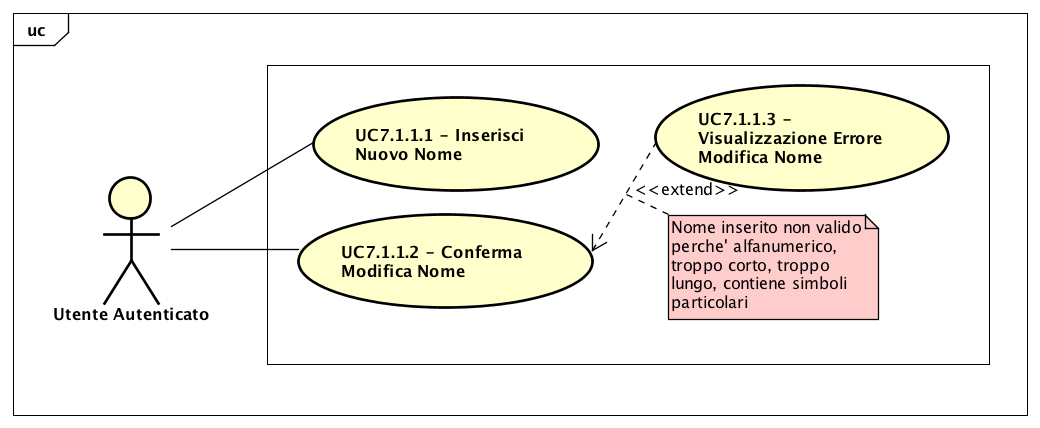 uc
UC7.1.1.1 – Inserisci
Nuovo Nome
UC7.1.1.3 –
Visualizzazione Errore
Modifica Nome
<<extend>>
UC7.1.1.2 – Conferma
Modifica Nome
Nome inserito non valido
perche' alfanumerico,
troppo corto, troppo
lungo, contiene simboli
particolari
Utente Autenticato